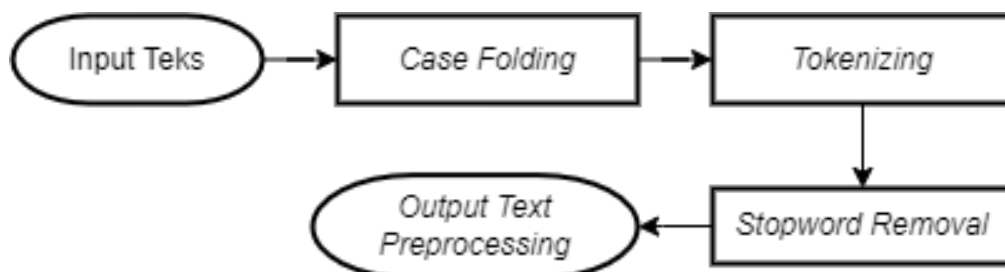 Input Teks
Case Folding
Tokenizing
Stopword Removal
Output Text
Preprocessing